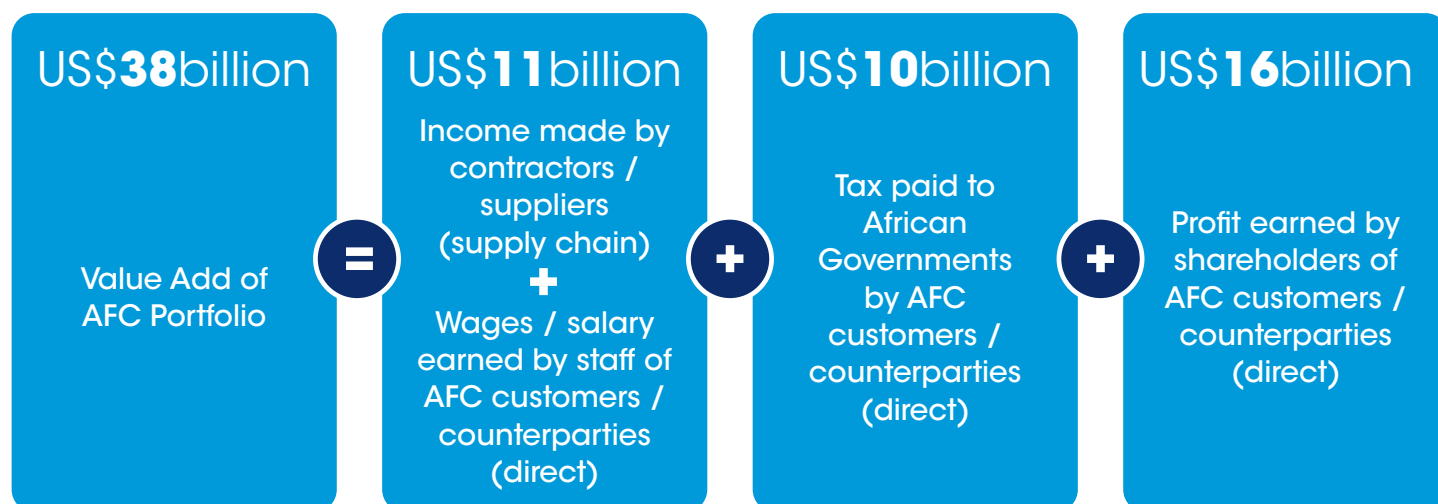 US$38billion
Value Add of
AFC Portfolio
=
US$11billion
Income made by
contractors /
suppliers
(supply chain)
+
Wages / salary
earned by staff of
AFC customers /
counterparties
(direct)
+
US$10billion
Tax paid to
African
Governments
by AFC
customers /
counterparties
(direct)
+
US$16billion
Profit earned by
shareholders of
AFC customers /
counterparties
(direct)